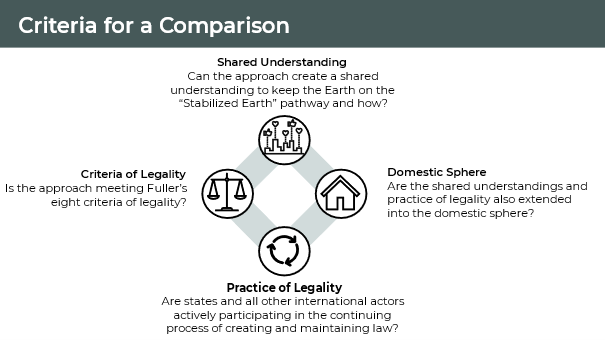 Criteria for a Comparison
Shared Understanding
Can the approach create a shared
understanding to keep the Earth on the
“Stabilized Earth” pathway and how?
Criteria of Legality
Is the approach meeting Fuller’s
eight criteria of legality?
Domestic Sphere
Are the shared understandings and
practice of legality also extended
into the domestic sphere?
Practice of Legality
Are states and all other international actors
actively participating in the continuing
process of creating and maintaining law?